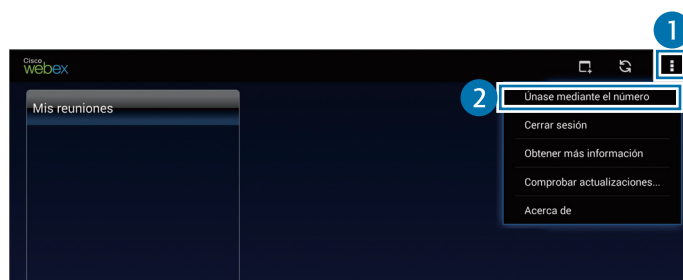 1
Cisco
webex
Mis reuniones
2
Únase mediante el número
Cerrar sesión
Obtener más información
Comprobar actualizaciones...
Acerca de